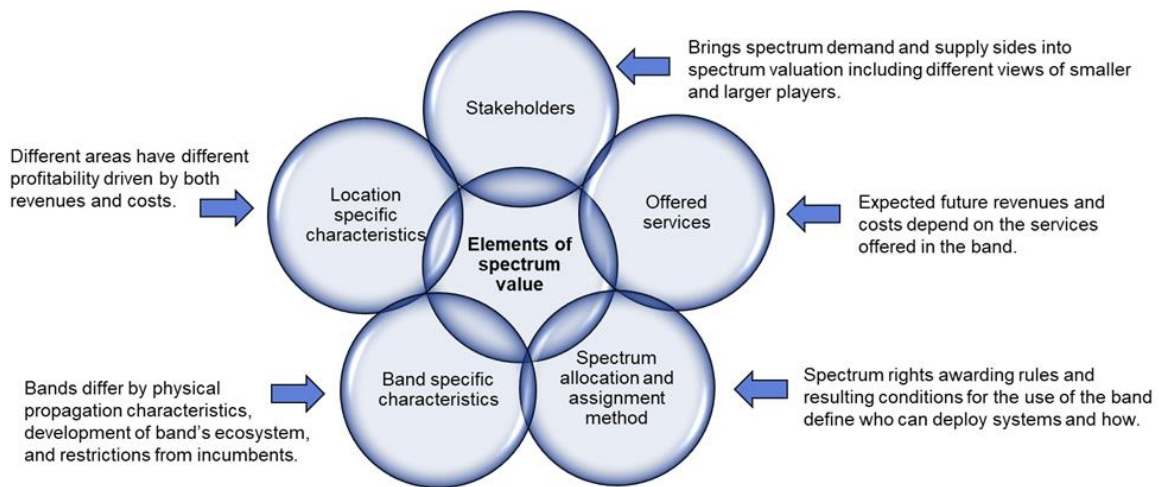 Stakeholders
Brings spectrum demand and supply sides into
spectrum valuation including different views of smaller
and larger players.
Different areas have different
profitability driven by both
revenues and costs.
Location
specific
characteristics
Offered
services
Expected future revenues and
costs depend on the services
offered in the band.
Elements of
spectrum
value
Bands differ by physical
propagation characteristics,
development of band's ecosystem,
and restrictions from incumbents.
Band specific
characteristics
Spectrum
allocation and
assignment
method
Spectrum rights awarding rules and
resulting conditions for the use of the band
define who can deploy systems and how.